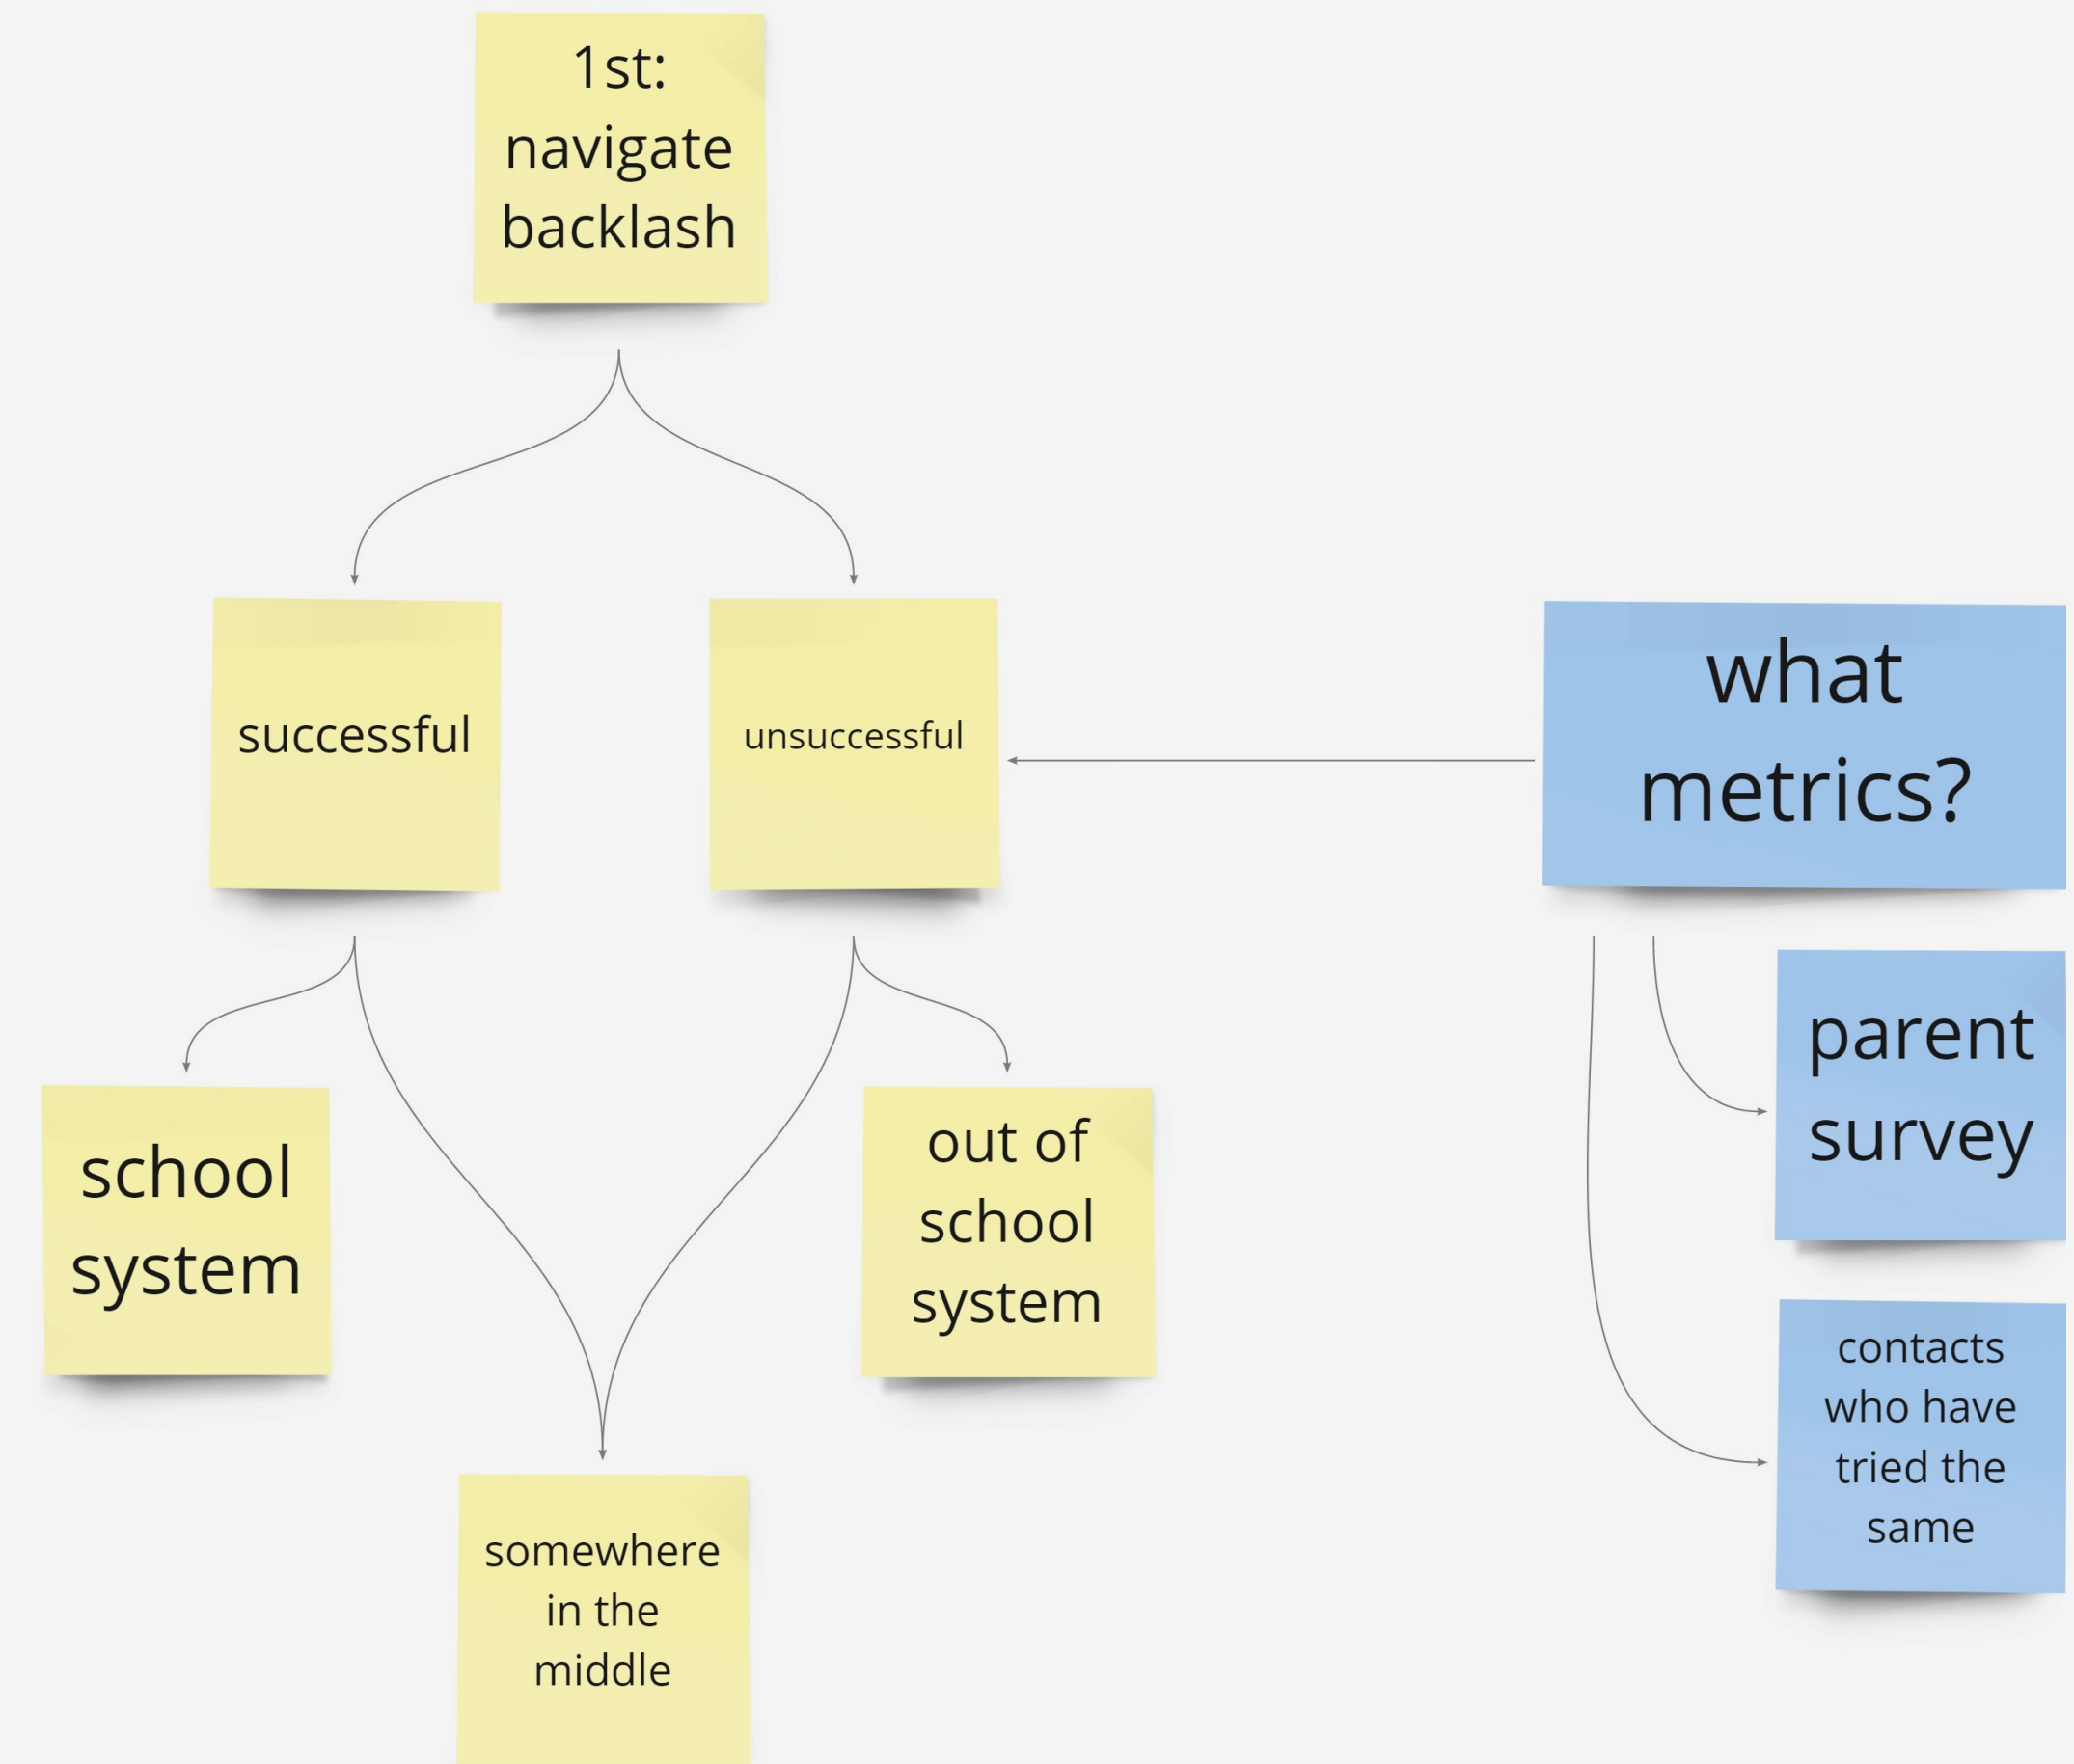 1st:
navigate
backlash
successful
unsuccessful
what
metrics?
school
system
out of
school
system
parent
survey
contacts
who have
tried the
same
somewhere
in the
middle